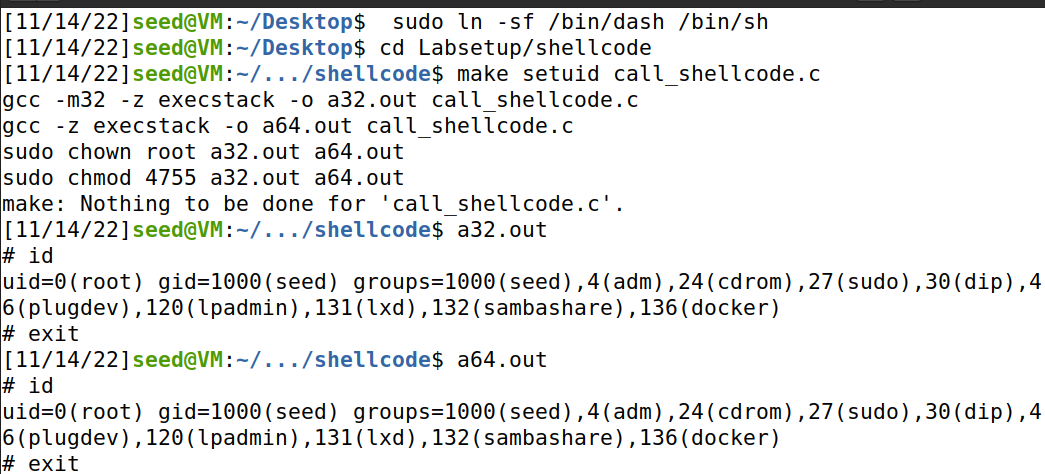 [11/14/22]seed@VM:~/Desktop$  sudo ln -sf /bin/dash /bin/sh
[11/14/22]seed@VM:~/Desktop$ cd Labsetup/shellcode
[11/14/22]seed@VM:~/.../shellcode$ make setuid call_shellcode.c
gcc -m32 -z execstack -o a32.out call_shellcode.c
gcc -z execstack -o a64.out call_shellcode.c
sudo chown root a32.out a64.out
sudo chmod 4755 a32.out a64.out
make: Nothing to be done for 'call_shellcode.c'.
[11/14/22]seed@VM:~/.../shellcode$ a32.out
# id
uid=0(root) gid=1000(seed) groups=1000(seed),4(adm),24(cdrom),27(sudo),30(dip),4
6(plugdev),120(lpadmin),131(lxd),132(sambashare),136(docker)
# exit
[11/14/22]seed@VM:~/.../shellcode$ a64.out
# id
uid=0(root) gid=1000(seed) groups=1000(seed),4(adm),24(cdrom),27(sudo),30(dip),4
6(plugdev),120(lpadmin),131(lxd),132(sambashare),136(docker)
# exit